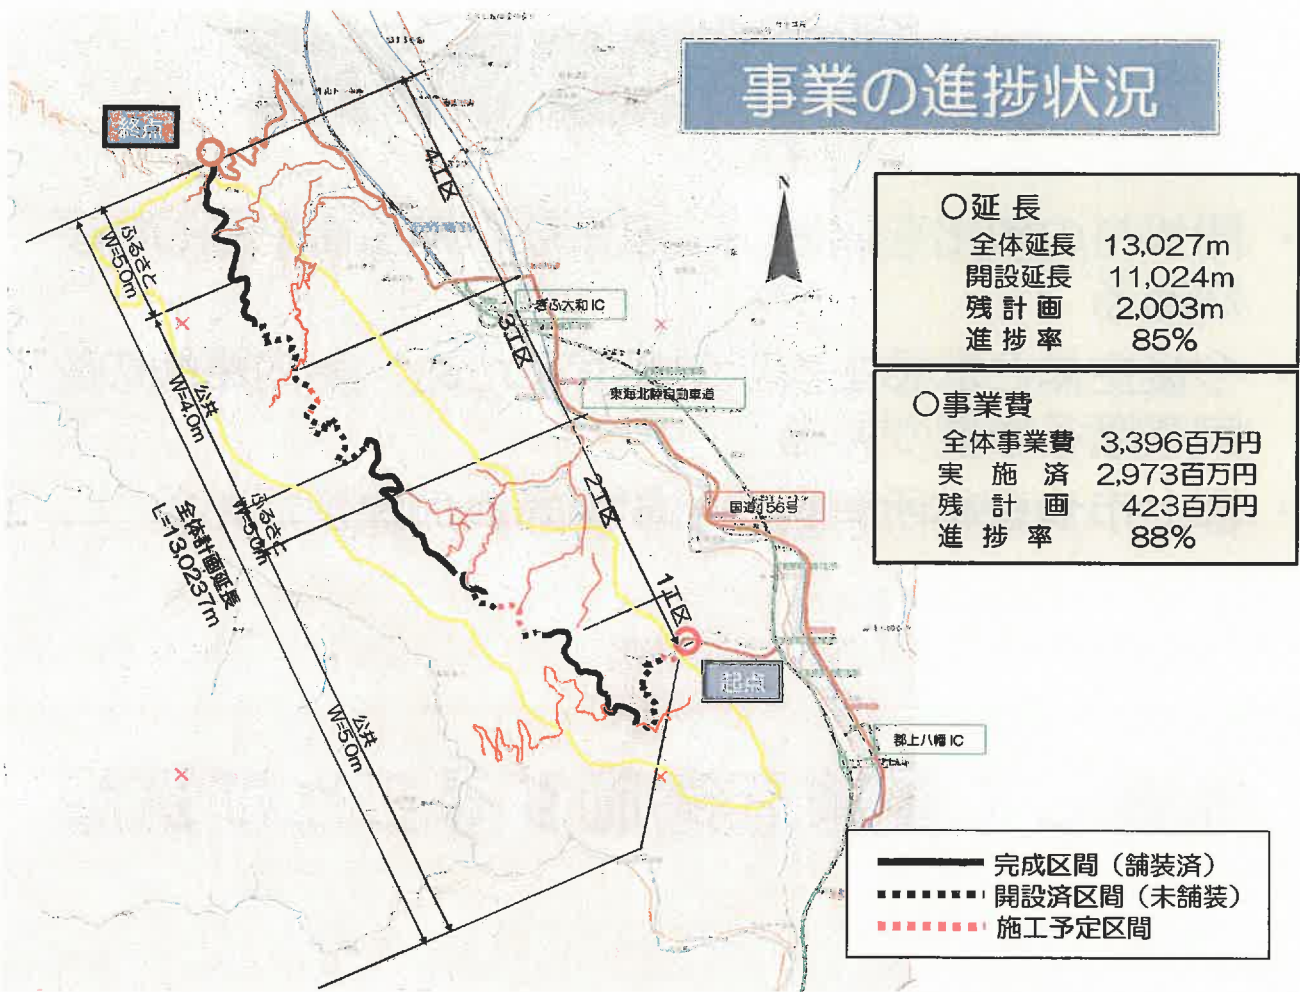 事業の進捗状況
終点
N
4工区
3工区
2工区
1工区
ふるさと
W=5.0m
公共
W=4.0m
ふるさと
W=5.0m
公共
W=5.0m
全体計画延長
L=13,0237m
ぎふ大和IC
東海北陸自動車道
国道156号
起点
郡上八幡IC
〇延長
全体延長 13,027m
開設延長 11,024m
残計画 2,003m
進捗率 85%
〇事業費
全体事業費 3,396百万円
実施済 2,973百万円
残計画 423百万円
進捗率 88%
完成区間（舗装済）
開設済区間（未舗装）
施工予定区間